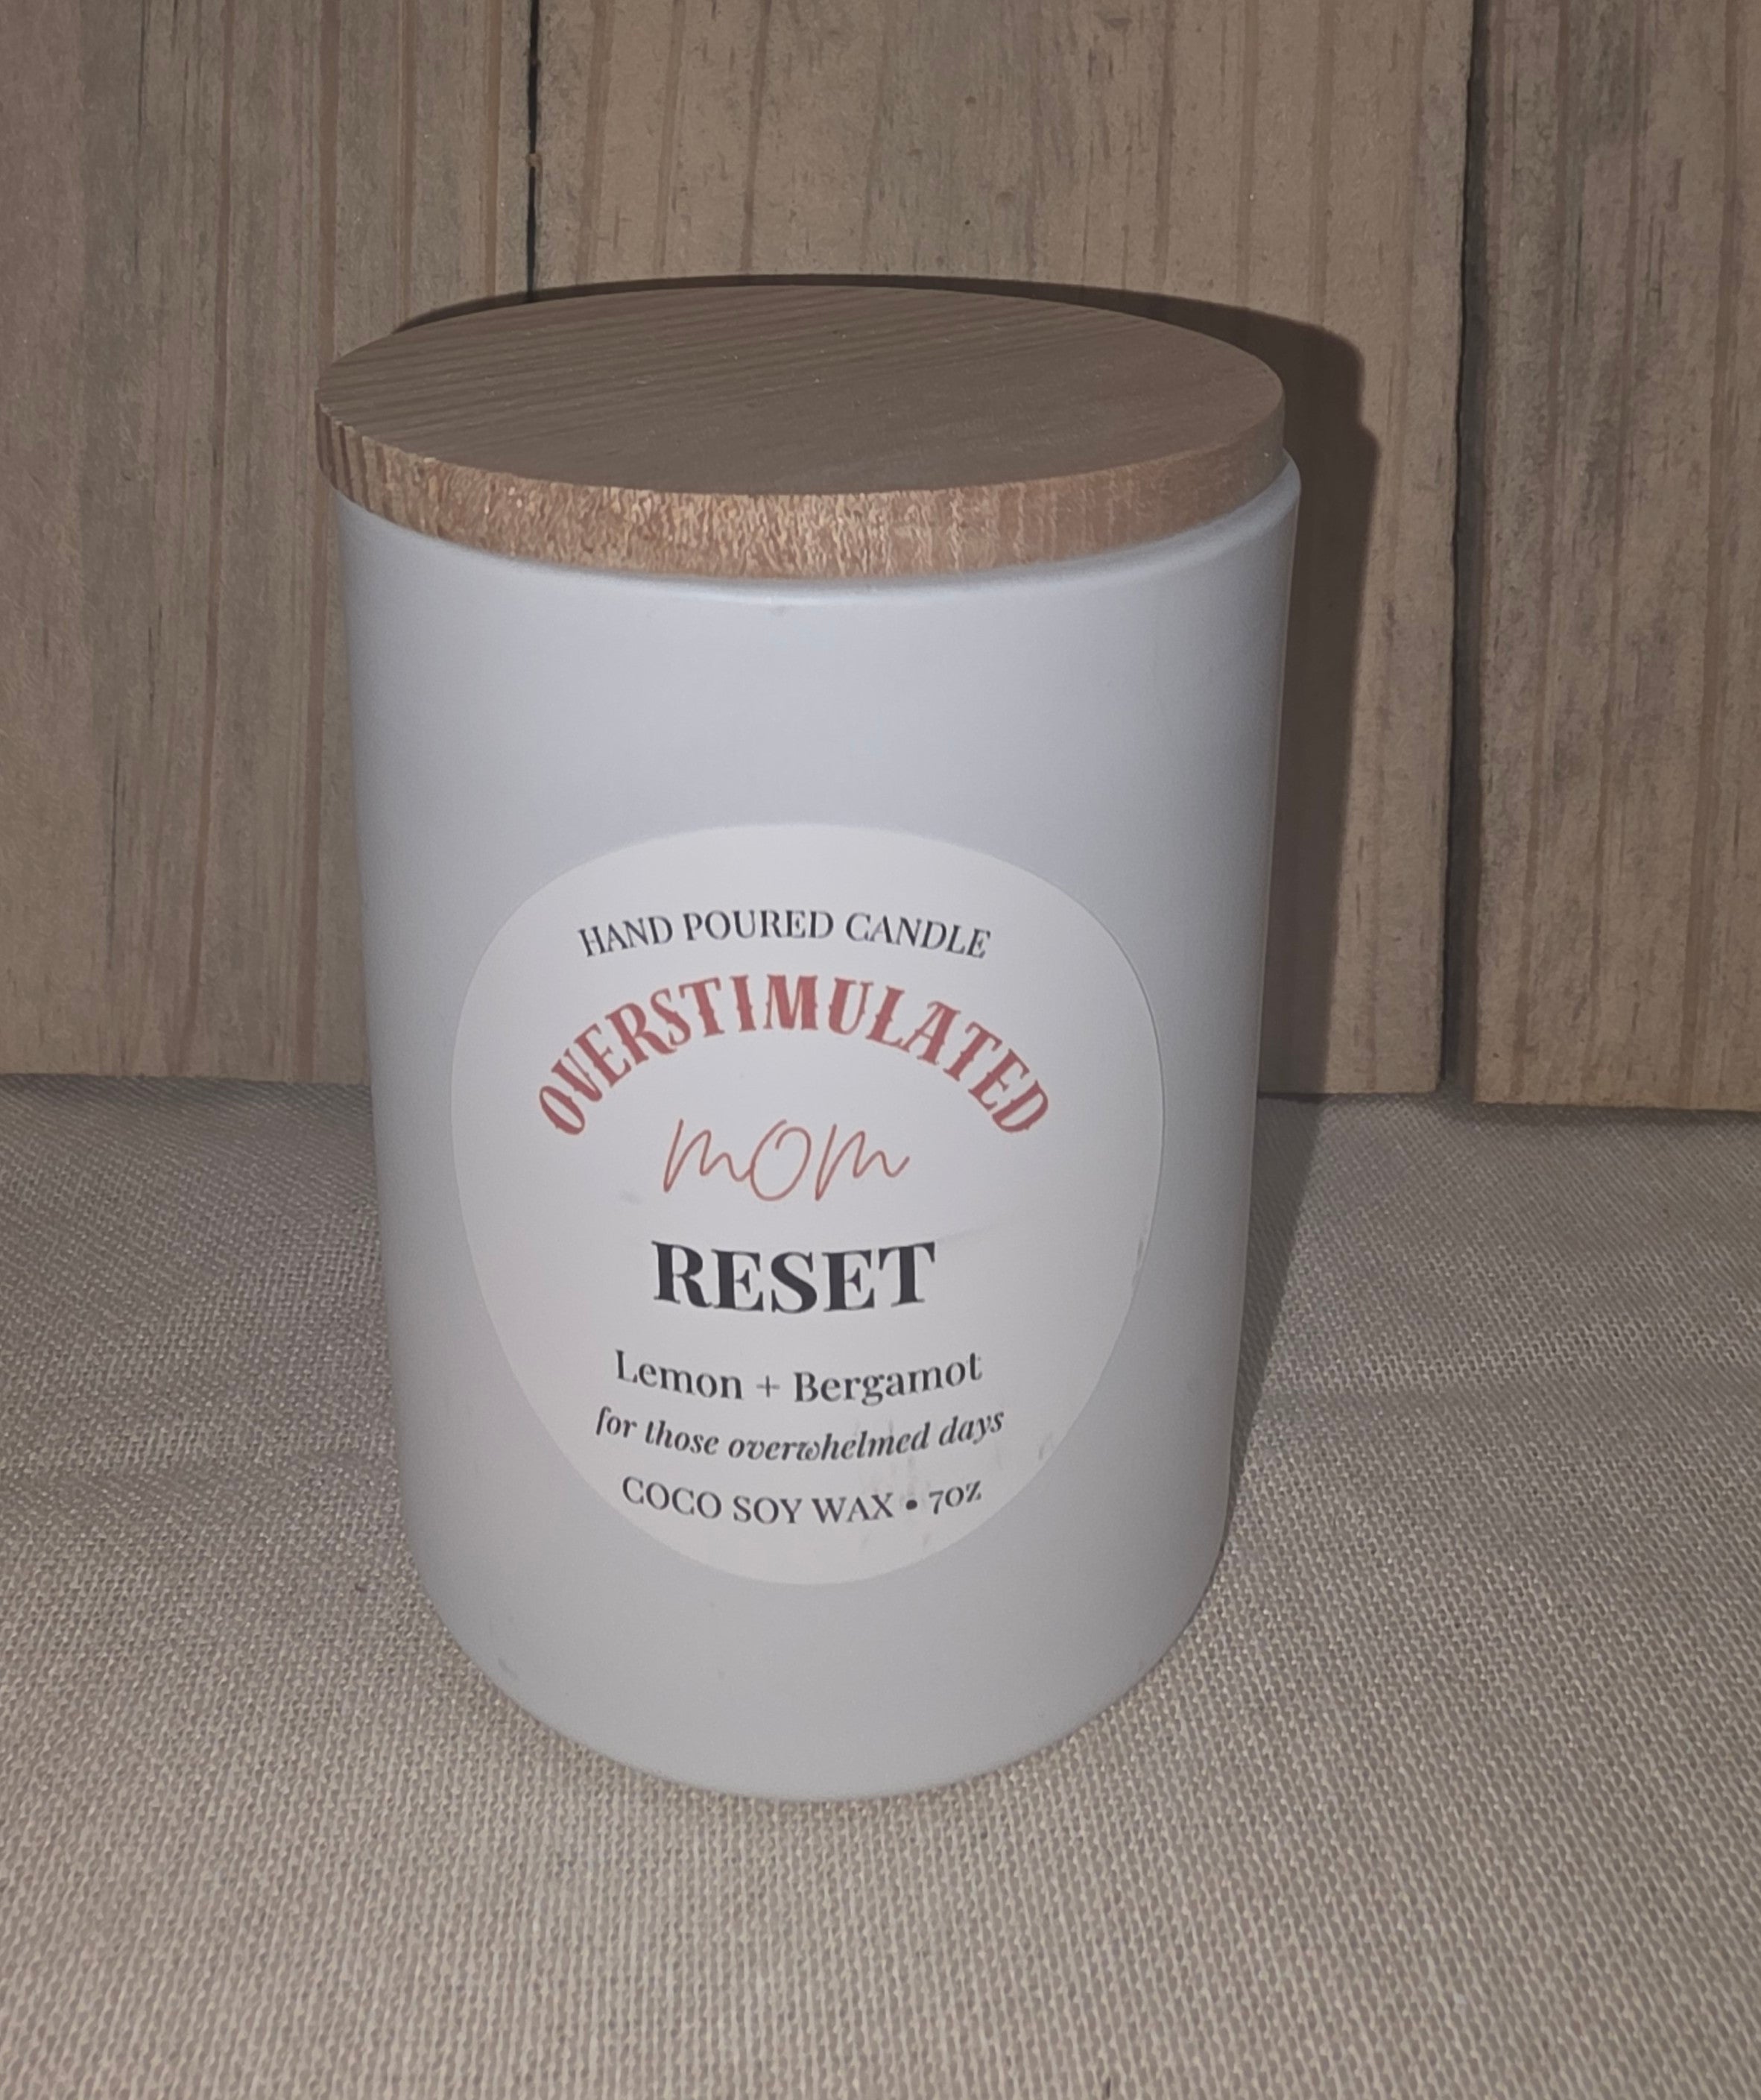 HAND POURED CANDLE
OVERSTIMULATED
mom
RESET
Lemon + Bergamot
for those overwhelmed days
COCO SOY WAX • 7OZ